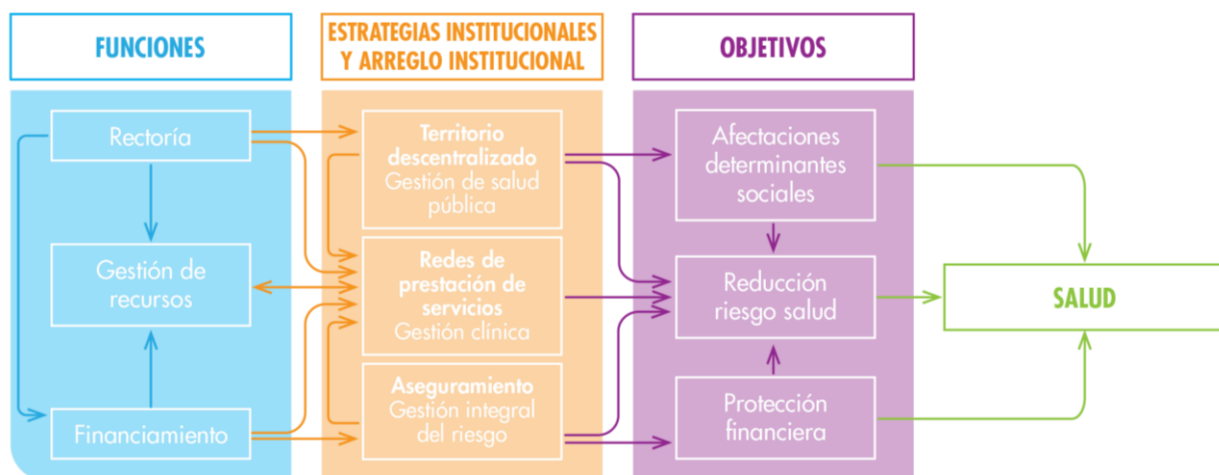 FUNCIONES
Rectoría
Gestión de
recursos
Financiamiento
ESTRATEGIAS INSTITUCIONALES
Y ARREGLO INSTITUCIONAL
Territorio
descentralizado
Gestión de salud
pública
Redes de
prestación de
servicios
Gestión clínica
Aseguramiento
Gestión integral
del riesgo
OBJETIVOS
Afectaciones
determinantes
sociales
Reducción
riesgo salud
Protección
financiera
SALUD